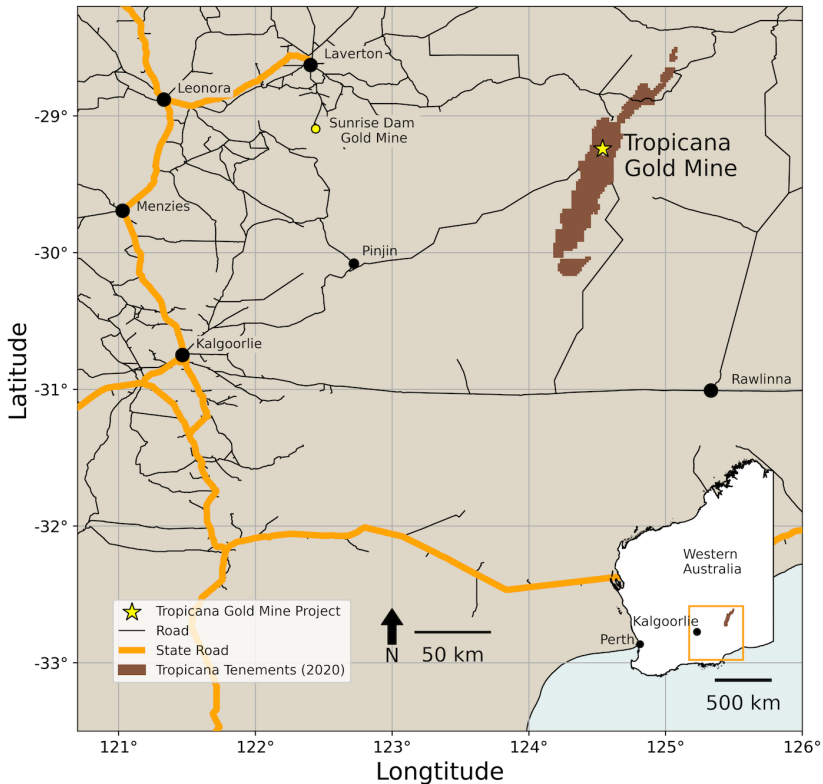 Laverton
Leonora
Sunrise Dam
Gold Mine
Tropicana
Gold Mine
Menzies
Pinjin
Kalgoorlie
Rawlinna
-29°
-30°
-31°
-32°
-33°
Latitude
Western
Australia
Kalgoorlie
Perth
500 km
Tropicana Gold Mine Project
Road
State Road
Tropicana Tenements (2020)
N
50 km
121°
122°
123°
124°
125°
126°
Longtitude